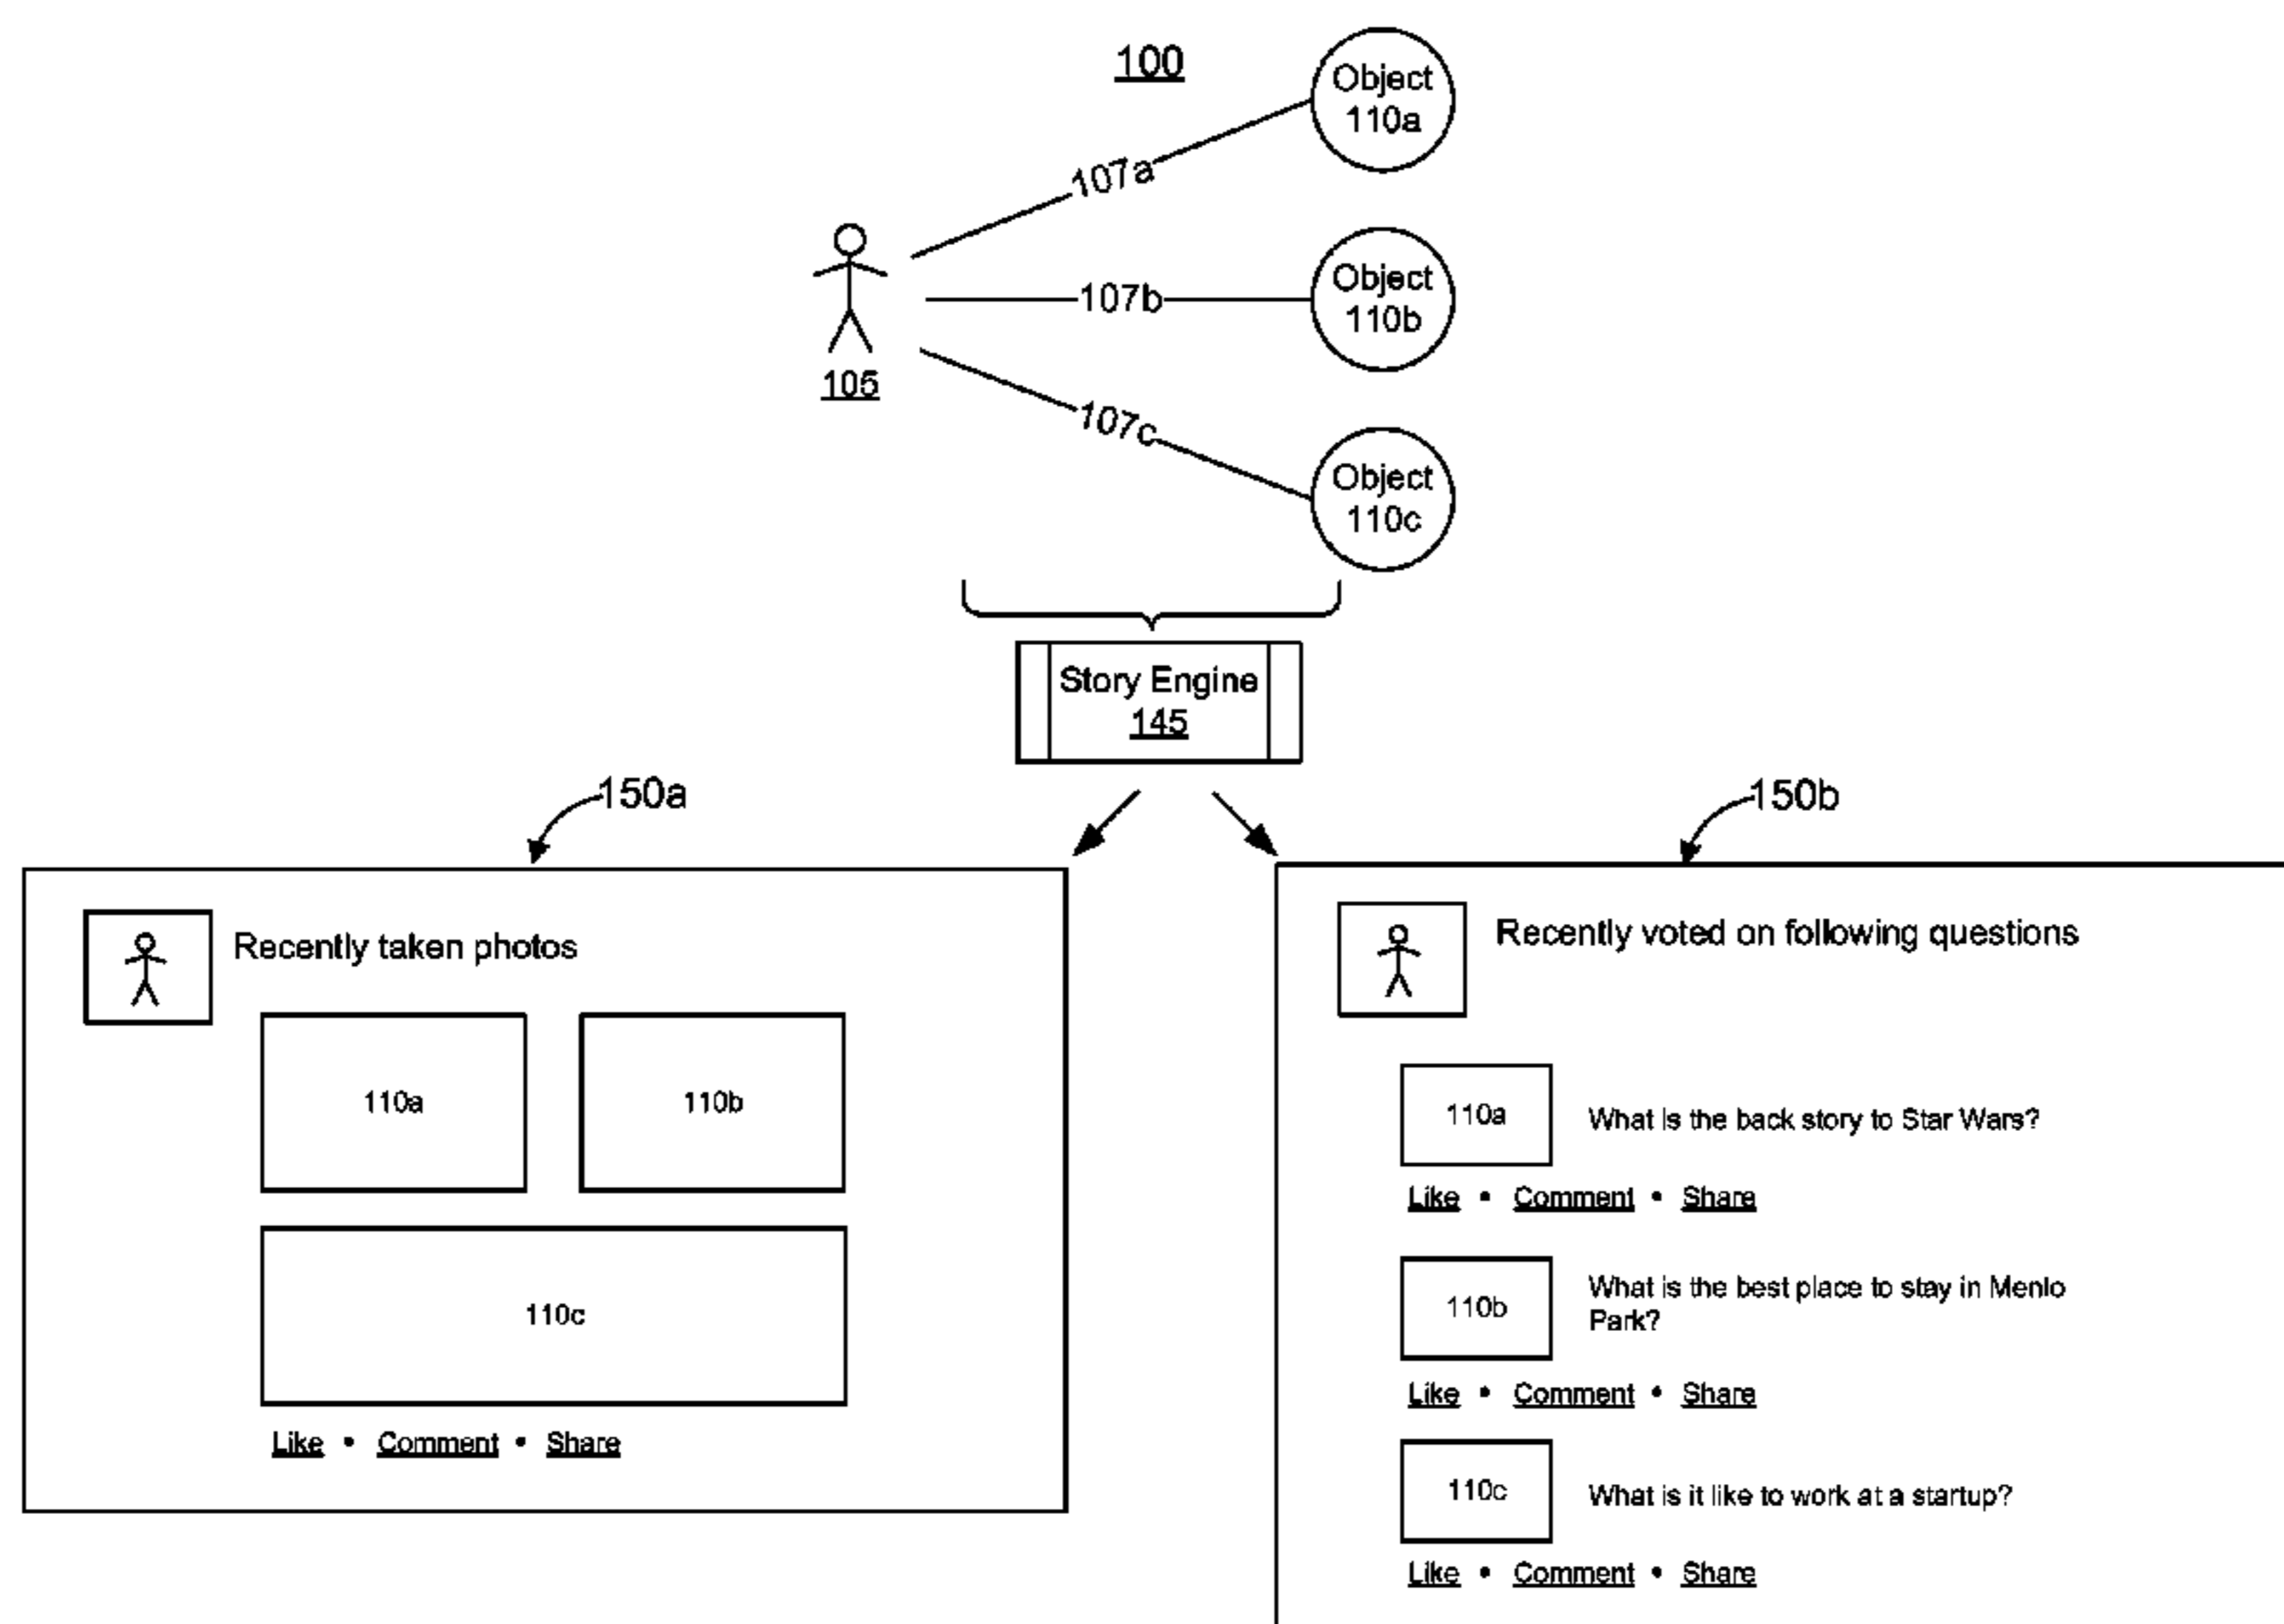 100
Object
110a
107a
Object
110b
107b
105
Object
110c
107c
Story Engine
145
150a
150b
Recently taken photos
110a
110b
110c
Like • Comment • Share
Recently voted on following questions
110a
What is the back story to Star Wars?
Like • Comment • Share
110b
What is the best place to stay in Menlo
Park?
Like • Comment • Share
110c
What is it like to work at a startup?
Like • Comment • Share